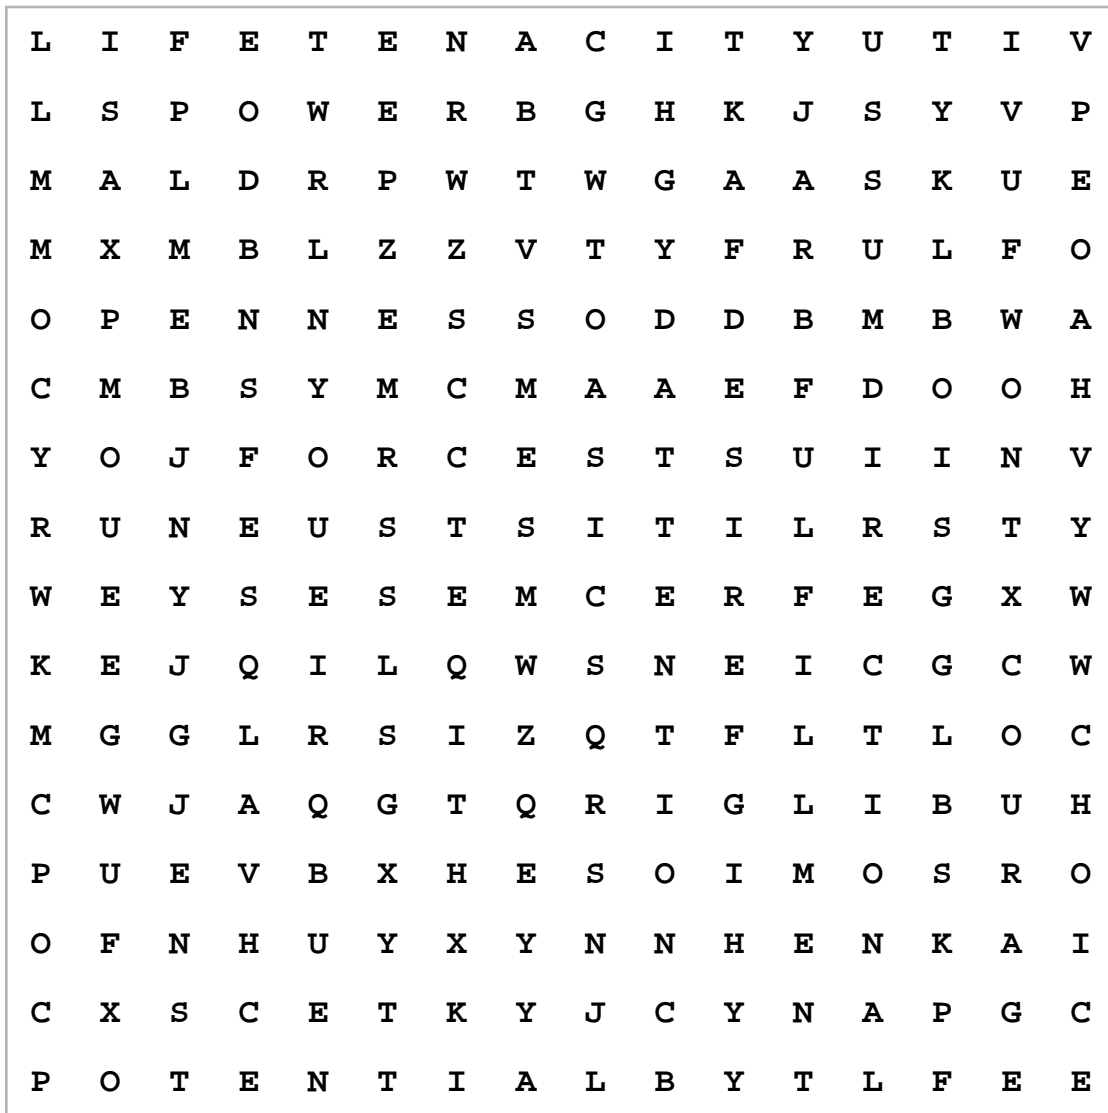 L I F E T E N A C I T Y U T I V
L S P O W E R B G H K J S Y V P
M A L D R P W T W G A A S K U E
M X M B L Z Z V T Y F R U L F O
O P E N N E S S O D D B M B W A
C M B S Y M C M A A E F D O O H
Y O J F O R C E S T S U I I N V
R U N E U S T S I T I L R S T Y
W E Y S E S E M C E R F E G X W
K E J Q I L Q W S N E I C G C W
M G G L R S I Z Q T F L T L O C
C W J A Q G T Q R I G L I B U H
P U E V B X H E S O I M O S R O
O F N H U Y X Y N N H E N K A I
C X S C E T K Y J C Y N A P G C
P O T E N T I A L B Y T L F E E